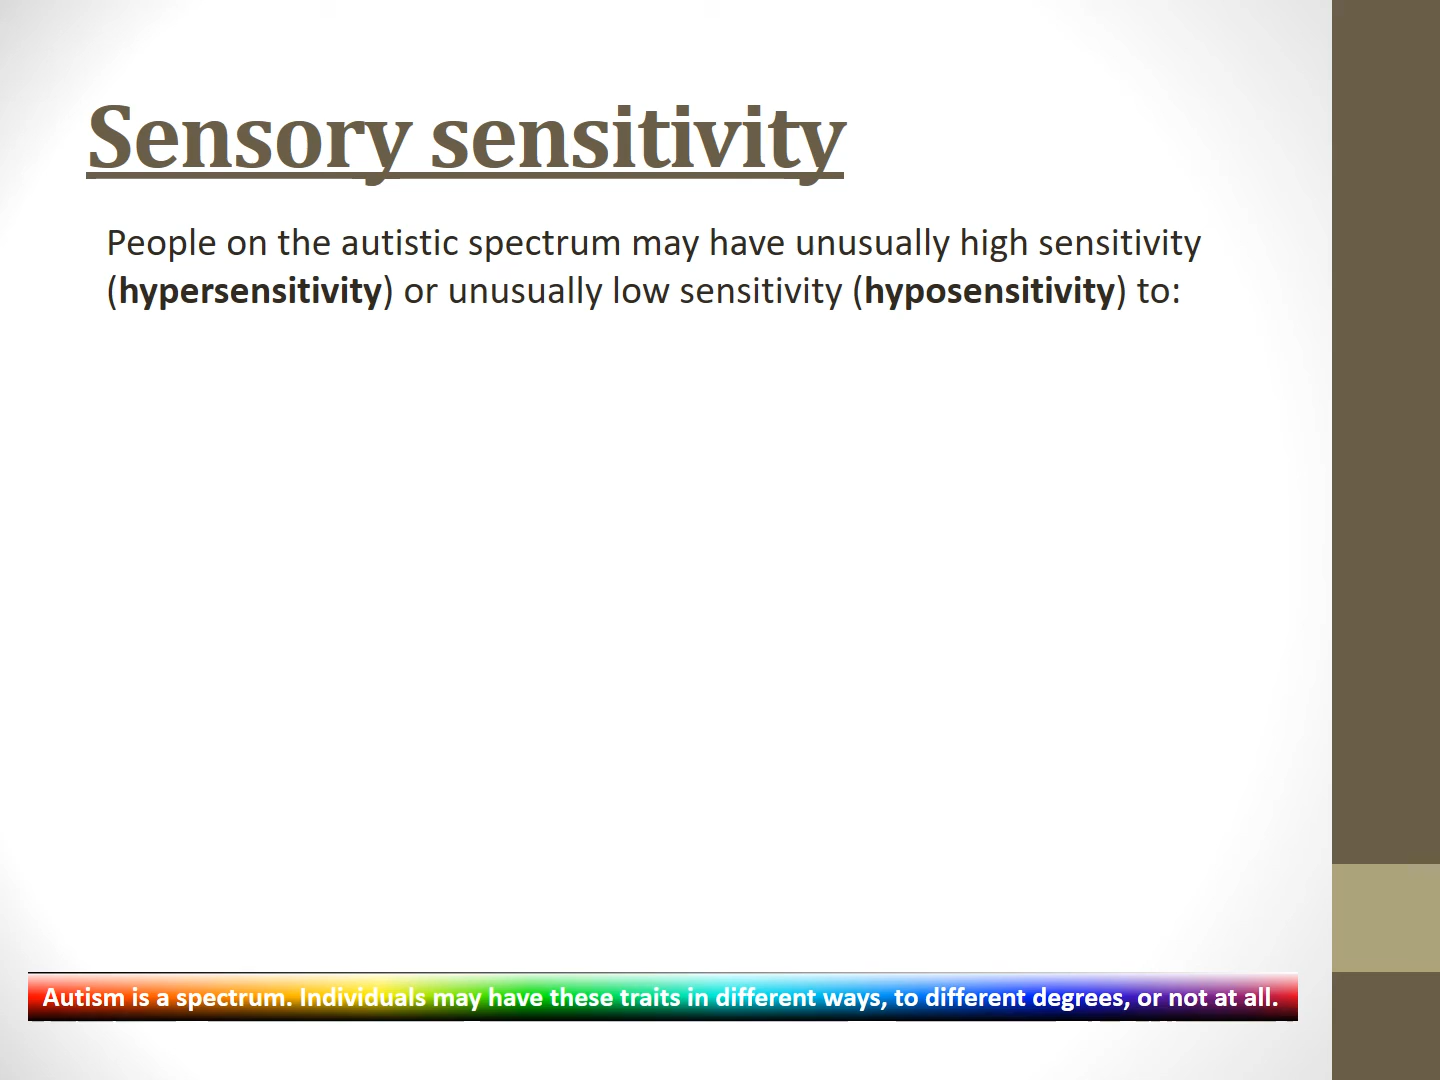 Sensory sensitivity
People on the autistic spectrum may have unusually high sensitivity
(hypersensitivity) or unusually low sensitivity (hyposensitivity) to:
Autism is a spectrum. Individuals may have these traits in different ways, to different degrees, or not at all.